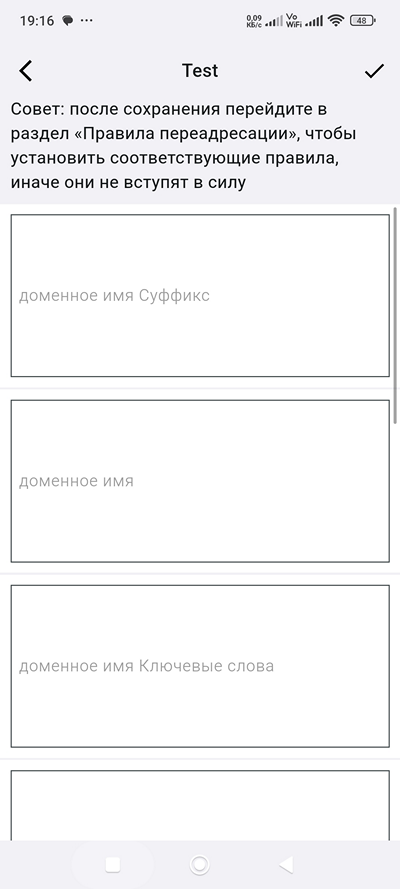 19:16
0,09
КБ/с
Vo
WiFi
48
Test
Совет: после сохранения перейдите в
раздел «Правила переадресации», чтобы
установить соответствующие правила,
иначе они не вступят в силу
доменное имя Суффикс
доменное имя
доменное имя Ключевые слова